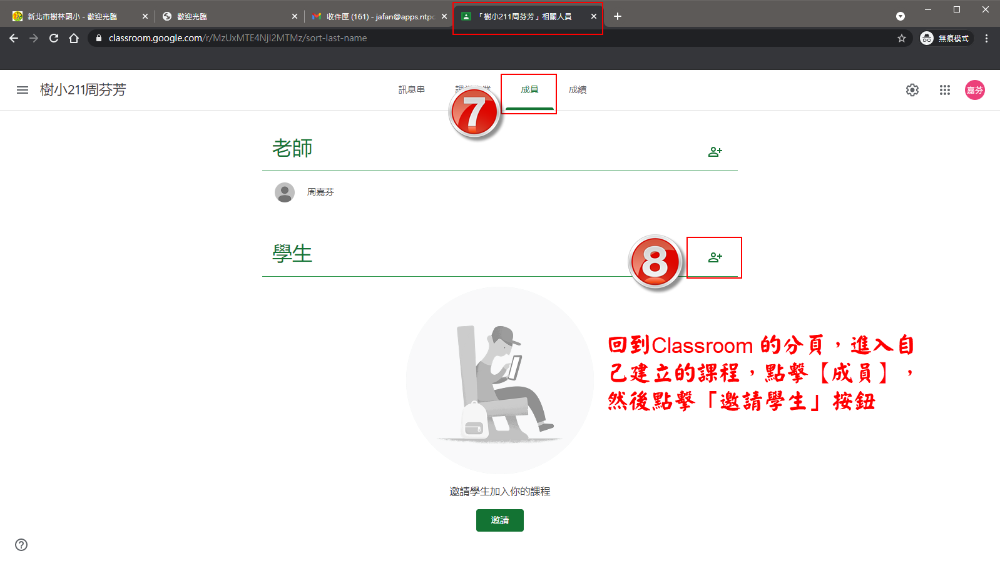 新北市樹林國小 - 歡迎光臨
歡迎光臨
收件匣 (161) - jafan@apps.ntpc
「樹小211周芬芳」相關人員
classroom.google.com/r/MzUxMTE4NjI2MTMz/sort-last-name
無痕模式
樹小211周芬芳
訊息串
成員
成績
嘉芬
7
老師
周嘉芬
學生
8
回到Classroom 的分頁，進入自
己建立的課程，點擊【成員】，
然後點擊「邀請學生」按鈕
邀請學生加入你的課程
邀請